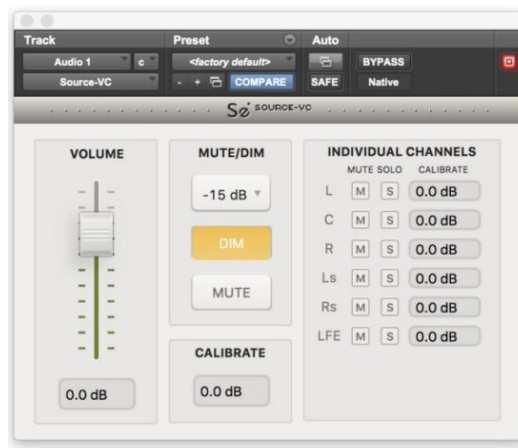 Track Preset Auto
Audio 1 c <factory default> BYPASS
Source-VC - + COMPARE SAFE Native
SOURCE-VC
VOLUME
0.0 dB
MUTE/DIM
-15 dB
DIM
MUTE
CALIBRATE
0.0 dB
INDIVIDUAL CHANNELS
MUTE SOLO CALIBRATE
L M S 0.0 dB
C M S 0.0 dB
R M S 0.0 dB
Ls M S 0.0 dB
Rs M S 0.0 dB
LFE M S 0.0 dB